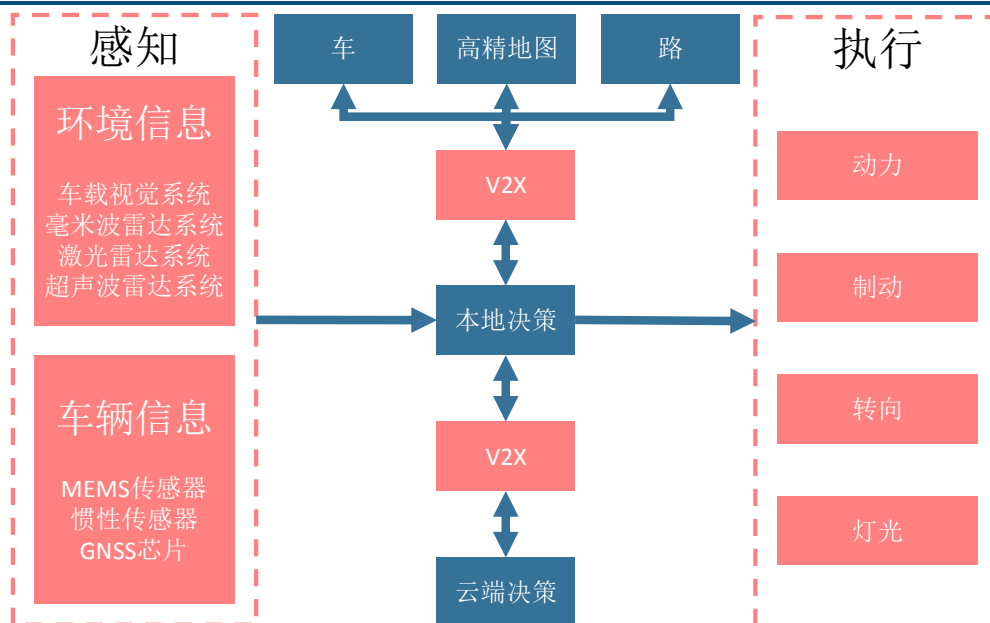 感知
环境信息
车载视觉系统
毫米波雷达系统
激光雷达系统
超声波雷达系统
车辆信息
MEMS传感器
惯性传感器
GNSS芯片
车
高精地图
路
V2X
本地决策
V2X
云端决策
执行
动力
制动
转向
灯光